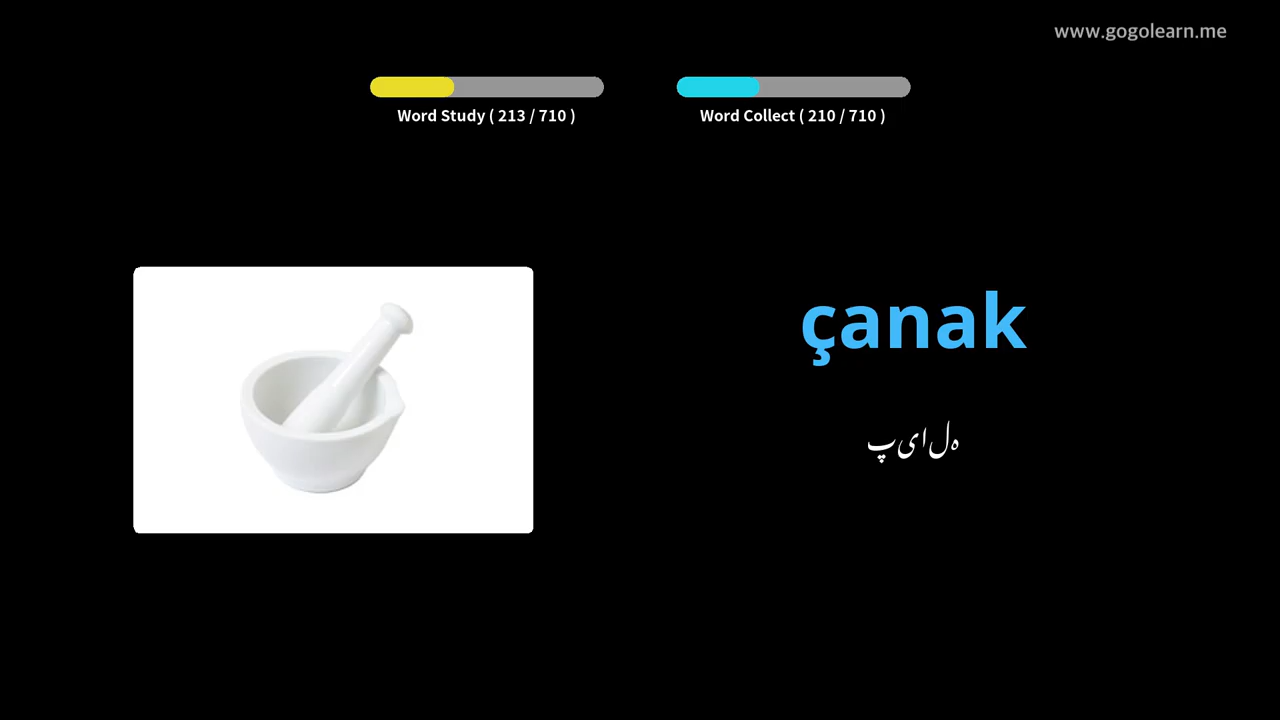 www.gogolearn.me
Word Study ( 213 / 710 )
Word Collect ( 210 / 710 )
çanak
پیالہ